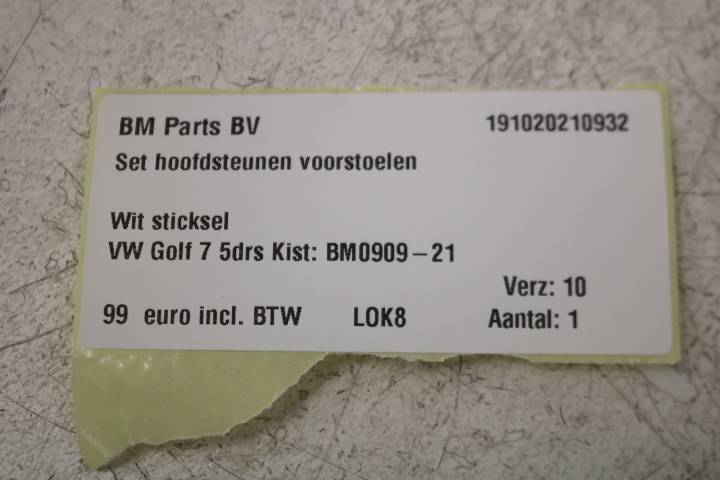 BM Parts BV 191020210932
Set hoofdsteunen voorstoelen
Wit sticksel
VW Golf 7 5drs Kist: BM0909-21
Verz: 10
99 euro incl. BTW LOK8 Aantal: 1